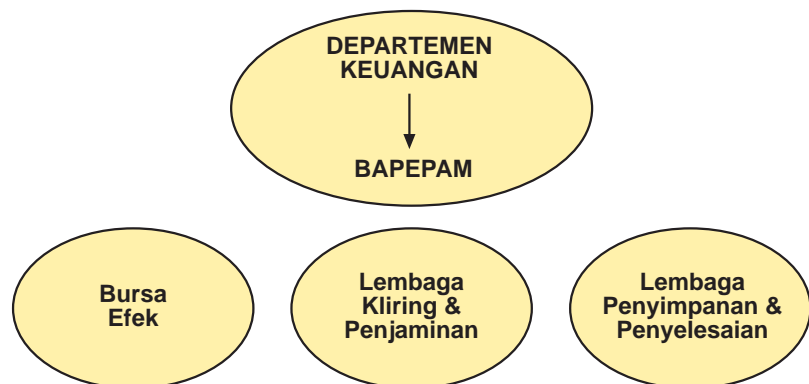 DEPARTEMEN
KEUANGAN
BAPEPAM
Bursa
Efek
Lembaga
Kliring &
Penjaminan
Lembaga
Penyimpanan &
Penyelesaian